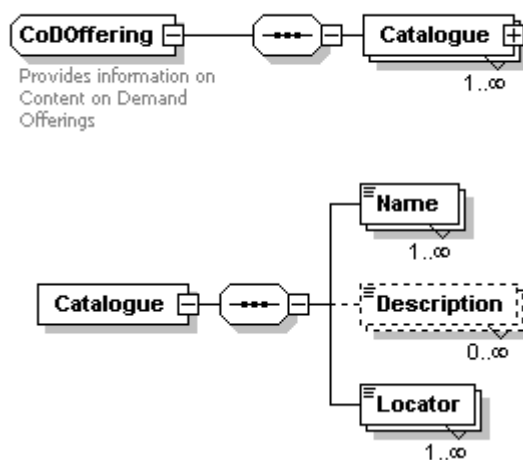 CoDOffering
Catalogue
Provides information on
Content on Demand
Offerings
1..∞
Name
1..∞
Catalogue
Description
0..∞
Locator
1..∞